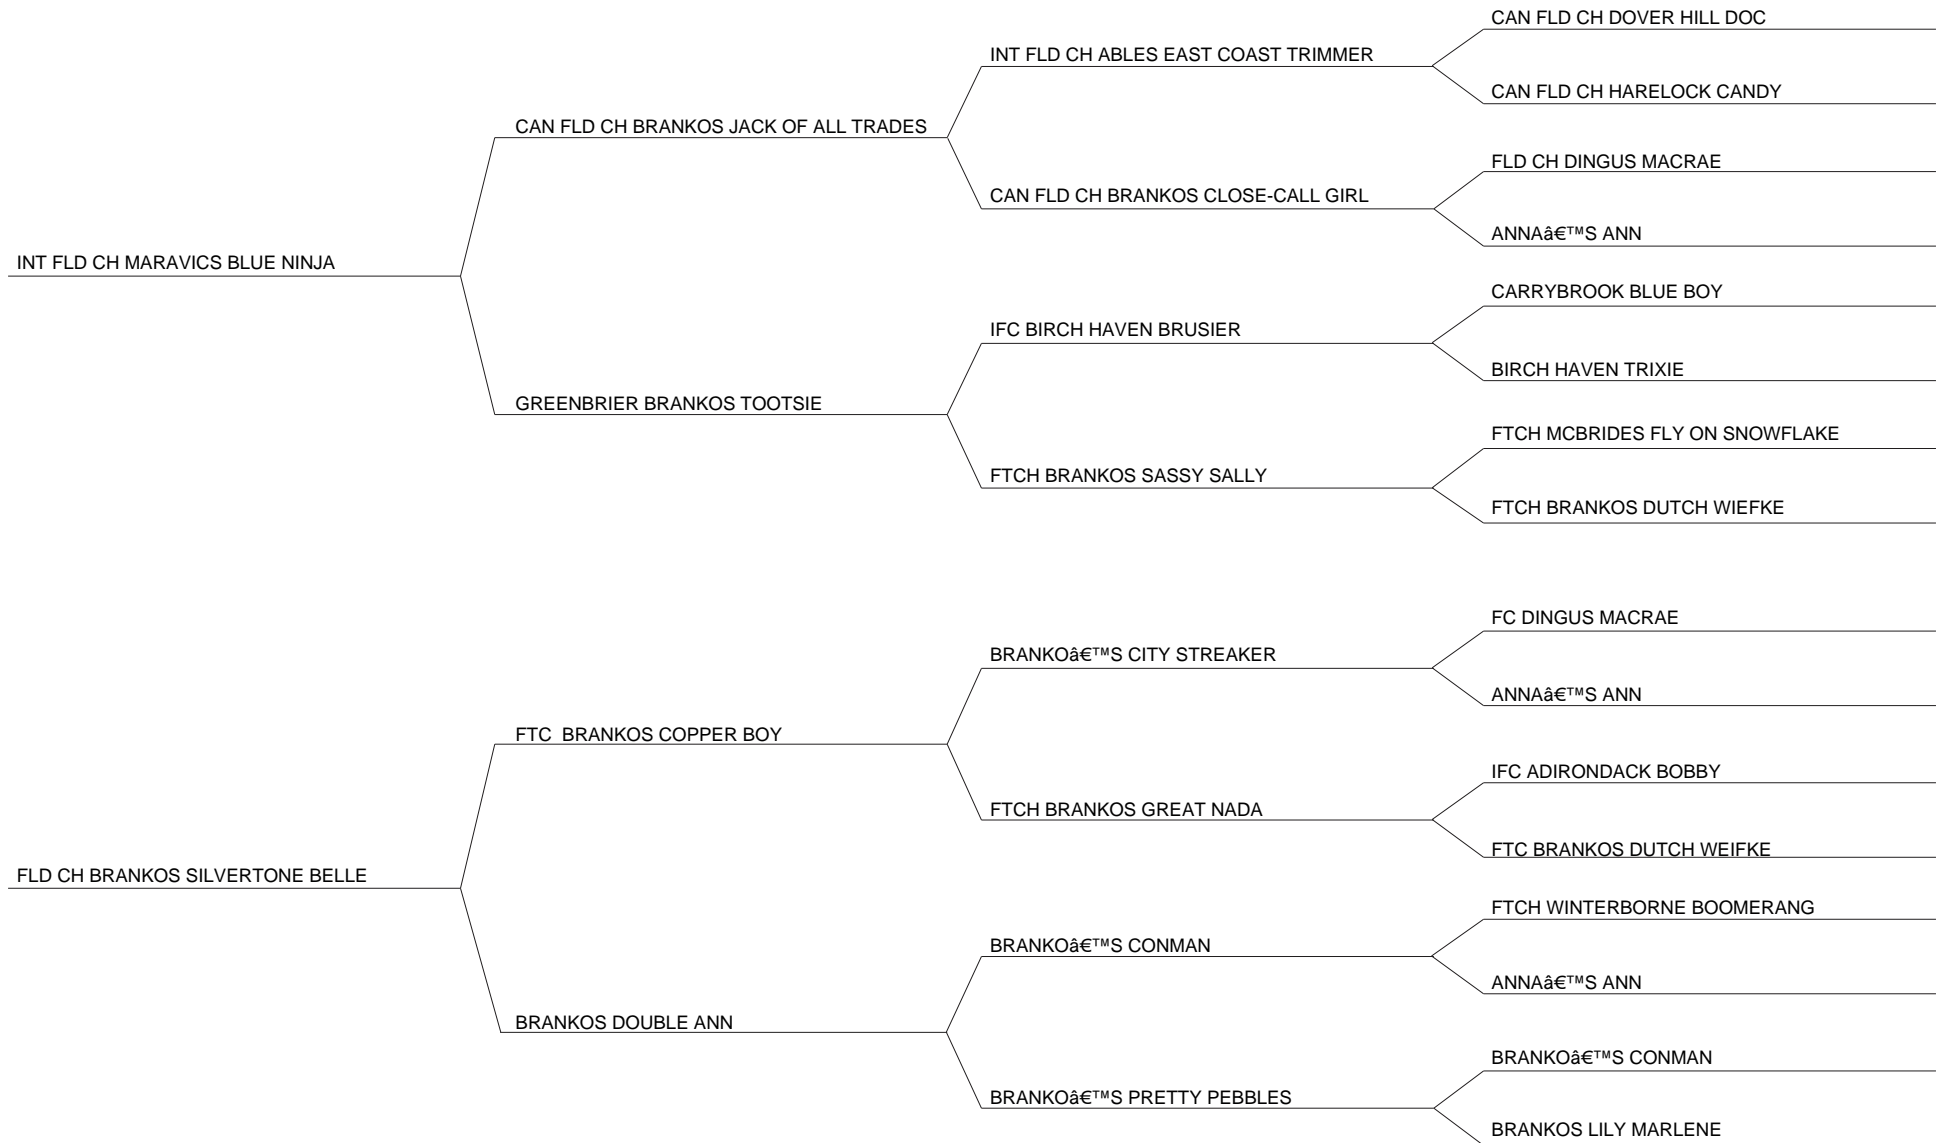 CAN FLD CH DOVER HILL DOC
INT FLD CH ABLES EAST COAST TRIMMER
CAN FLD CH HARELOCK CANDY
CAN FLD CH BRANKOS JACK OF ALL TRADES
FLD CH DINGUS MACRAE
CAN FLD CH BRANKOS CLOSE-CALL GIRL
ANNAâ€™S ANN
INT FLD CH MARAVICS BLUE NINJA
CARRYBROOK BLUE BOY
IFC BIRCH HAVEN BRUSIER
BIRCH HAVEN TRIXIE
GREENBRIER BRANKOS TOOTSIE
FTCH MCBRIDES FLY ON SNOWFLAKE
FTCH BRANKOS SASSY SALLY
FTCH BRANKOS DUTCH WIEFKE
FC DINGUS MACRAE
BRANKOâ€™S CITY STREAKER
ANNAâ€™S ANN
FTC  BRANKOS COPPER BOY
IFC ADIRONDACK BOBBY
FTCH BRANKOS GREAT NADA
FTC BRANKOS DUTCH WEIFKE
FLD CH BRANKOS SILVERTONE BELLE
FTCH WINTERBORNE BOOMERANG
BRANKOâ€™S CONMAN
ANNAâ€™S ANN
BRANKOS DOUBLE ANN
BRANKOâ€™S CONMAN
BRANKOâ€™S PRETTY PEBBLES
BRANKOS LILY MARLENE